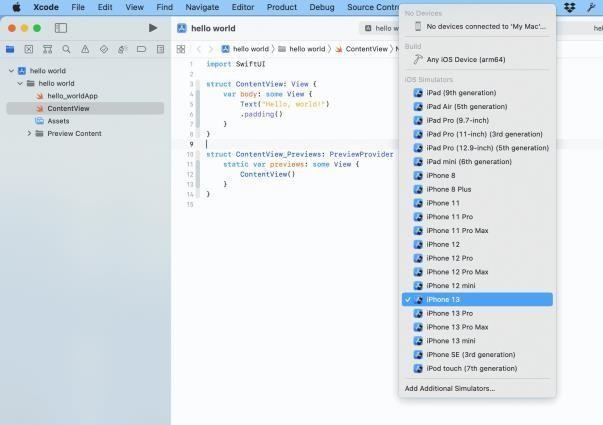 Xcode File Edit View Find Navigate Editor Product Debug Source Contr
hello world
hello world
hel
hello world
hello world
hello_worldApp
ContentView
Assets
Preview Content
hello world hello world ContentView
1 import SwiftUI
2
3 struct ContentView: View {
4 var body: some View {
5 Text("Hello, world!")
6 .padding()
7 }
8 }
9
10 struct ContentView_Previews: PreviewProvider
11 static var previews: some View {
12 ContentView()
13 }
14 }
15
No Devices
No devices connected to 'My Mac'...
Build
Any iOS Device (arm64)
iOS Simulators
iPad (9th generation)
iPad Air (5th generation)
iPad Pro (9.7-inch)
iPad Pro (11-inch) (3rd generation)
iPad Pro (12.9-inch) (5th generation)
iPad mini (6th generation)
iPhone 8
iPhone 8 Plus
iPhone 11
iPhone 11 Pro
iPhone 11 Pro Max
iPhone 12
iPhone 12 Pro
iPhone 12 Pro Max
iPhone 12 mini
iPhone 13
iPhone 13 Pro
iPhone 13 Pro Max
iPhone 13 mini
iPhone SE (3rd generation)
iPod touch (7th generation)
Add Additional Simulators...